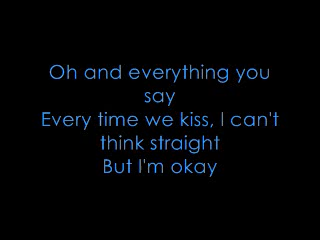 Oh and everything you
say
Every time we kiss, I can't
think straight
But I'm okay